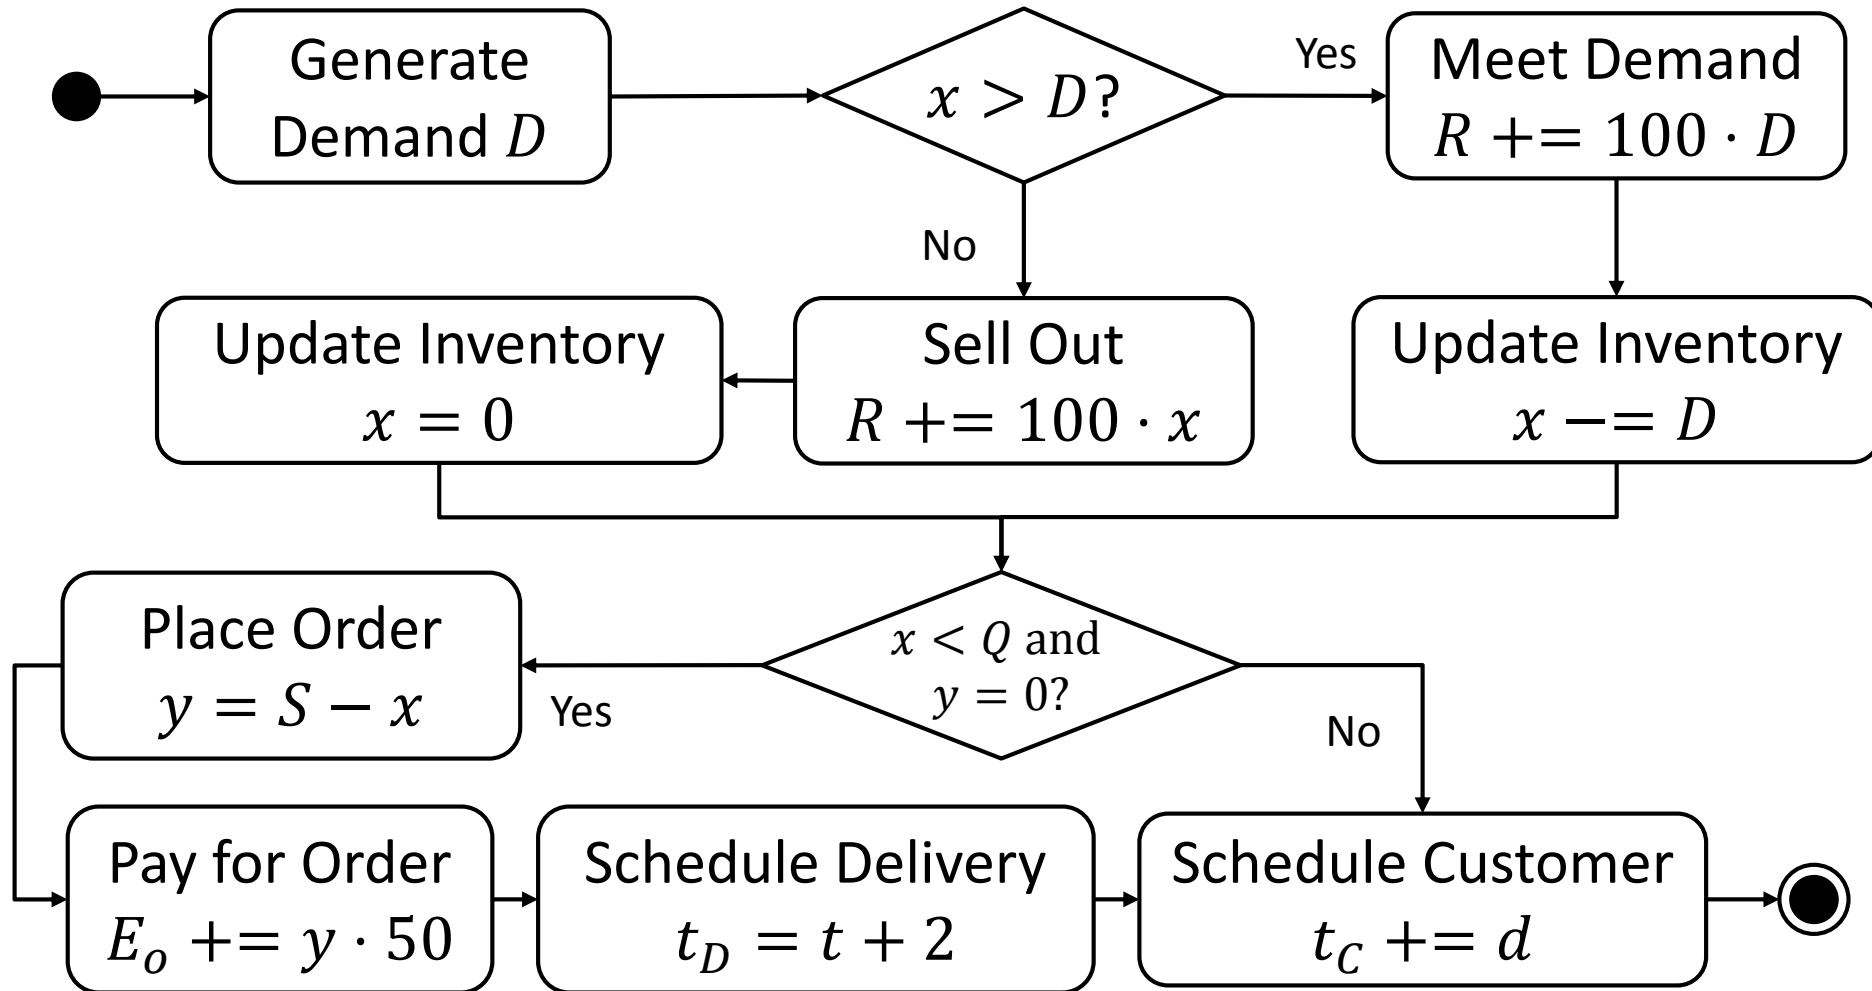 Generate
Demand D
x > D?
Yes
Meet Demand
R += 100 · D
No
Update Inventory
x = 0
Sell Out
R += 100 · x
Update Inventory
x −= D
Place Order
y = S − x
Yes
x < Q and
y = 0?
No
Pay for Order
E_o += y · 50
Schedule Delivery
t_D = t + 2
Schedule Customer
t_C += d